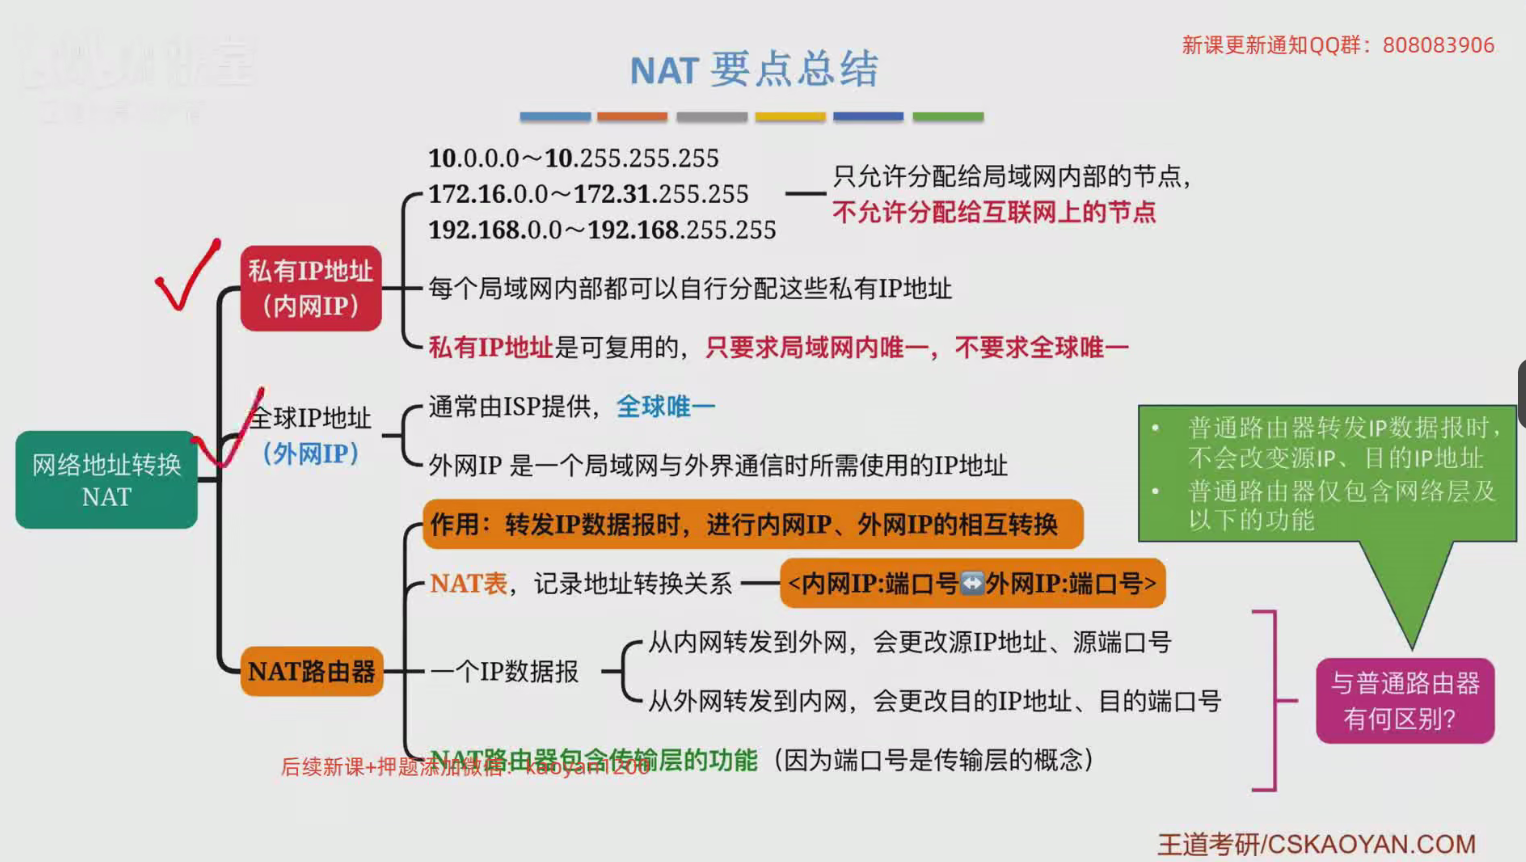 新课更新通知QQ群：808083906
NAT 要点总结
10.0.0.0～10.255.255.255
172.16.0.0～172.31.255.255
192.168.0.0～192.168.255.255
只允许分配给局域网内部的节点，
不允许分配给互联网上的节点
私有IP地址
（内网IP）
每个局域网内部都可以自行分配这些私有IP地址
私有IP地址是可复用的，只要求局域网内唯一，不要求全球唯一
全球IP地址
（外网IP）
通常由ISP提供，全球唯一
外网IP 是一个局域网与外界通信时所需使用的IP地址
网络地址转换
NAT
作用：转发IP数据报时，进行内网IP、外网IP的相互转换
NAT表，记录地址转换关系
<内网IP:端口号↔外网IP:端口号>
NAT路由器
一个IP数据报
从内网转发到外网，会更改源IP地址、源端口号
从外网转发到内网，会更改目的IP地址、目的端口号
NAT路由器包含传输层的功能（因为端口号是传输层的概念）
后续新课+押题添加微信：kaoyan1200
• 普通路由器转发IP数据报时，
不会改变源IP、目的IP地址
• 普通路由器仅包含网络层及
以下的功能
与普通路由器
有何区别？
王道考研/CSKAOYAN.COM